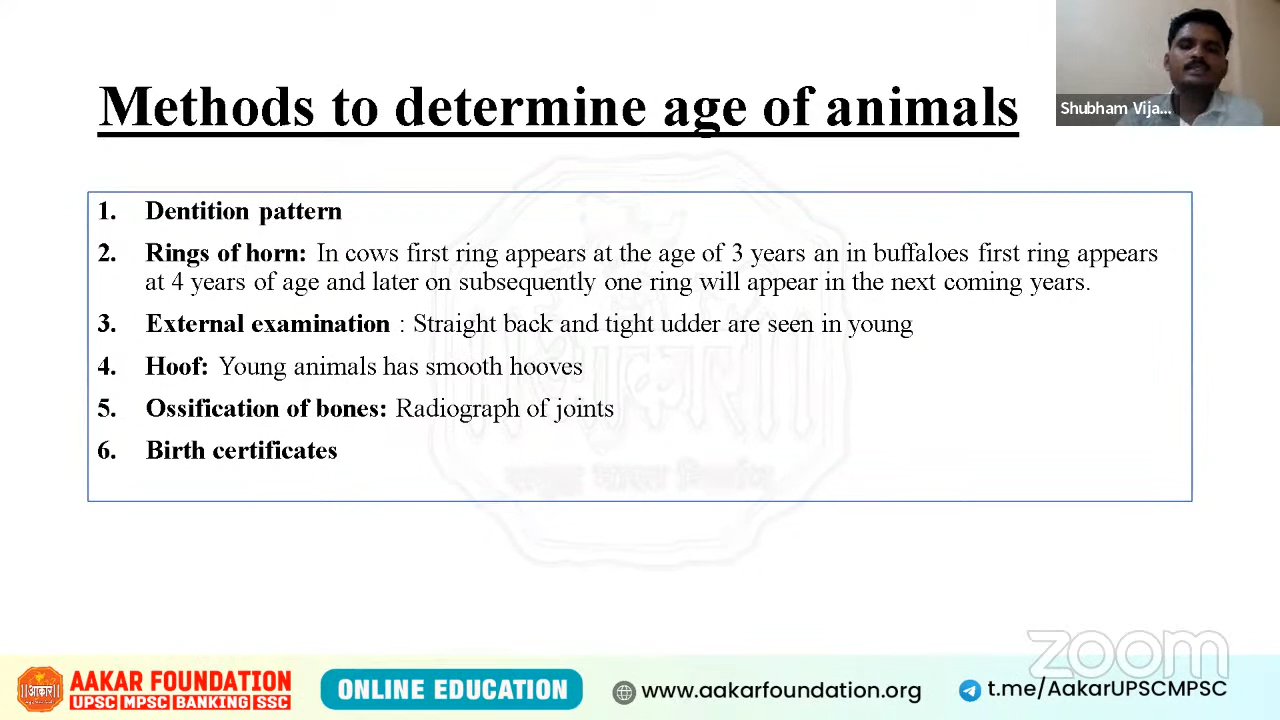 Shubham Vija...
Methods to determine age of animals
1. Dentition pattern
2. Rings of horn: In cows first ring appears at the age of 3 years an in buffaloes first ring appears
at 4 years of age and later on subsequently one ring will appear in the next coming years.
3. External examination : Straight back and tight udder are seen in young
4. Hoof: Young animals has smooth hooves
5. Ossification of bones: Radiograph of joints
6. Birth certificates
zoom
आकार
AAKAR FOUNDATION
UPSC MPSC BANKING SSC
ONLINE EDUCATION
www.aakarfoundation.org
t.me/AakarUPSCMPSC